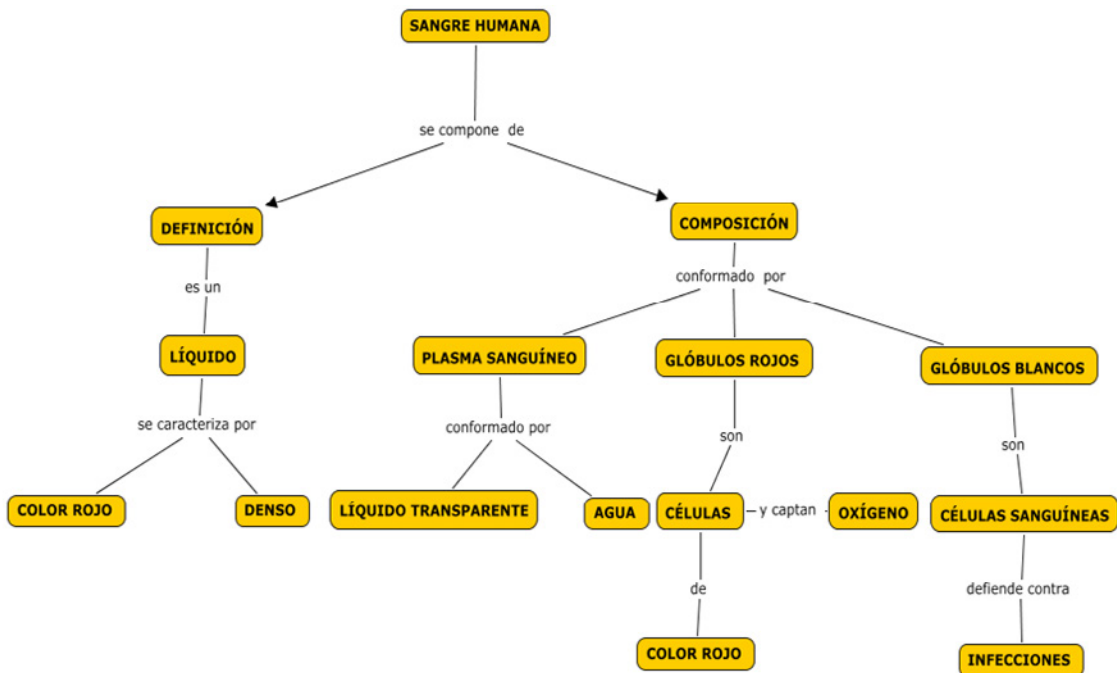 SANGRE HUMANA
se compone de
DEFINICIÓN
COMPOSICIÓN
es un
conformado por
LÍQUIDO
PLASMA SANGUÍNEO
GLÓBULOS ROJOS
GLÓBULOS BLANCOS
se caracteriza por
conformado por
son
son
COLOR ROJO
DENSO
LÍQUIDO TRANSPARENTE
AGUA
CÉLULAS
y captan
OXÍGENO
CÉLULAS SANGUÍNEAS
de
defiende contra
COLOR ROJO
INFECCIONES